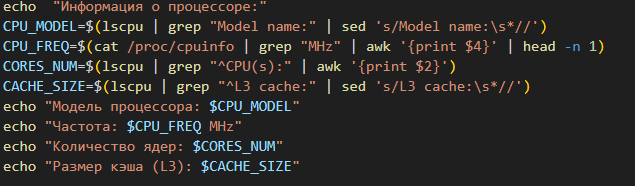 echo  "Информация о процессоре:"
CPU_MODEL=$(lscpu | grep "Model name:" | sed 's/Model name:\s*//')
CPU_FREQ=$(cat /proc/cpuinfo | grep "MHz" | awk '{print $4}' | head -n 1)
CORES_NUM=$(lscpu | grep "^CPU(s):" | awk '{print $2}')
CACHE_SIZE=$(lscpu | grep "^L3 cache:" | sed 's/L3 cache:\s*//')
echo "Модель процессора: $CPU_MODEL"
echo "Частота: $CPU_FREQ MHz"
echo "Количество ядер: $CORES_NUM"
echo "Размер кэша (L3): $CACHE_SIZE"